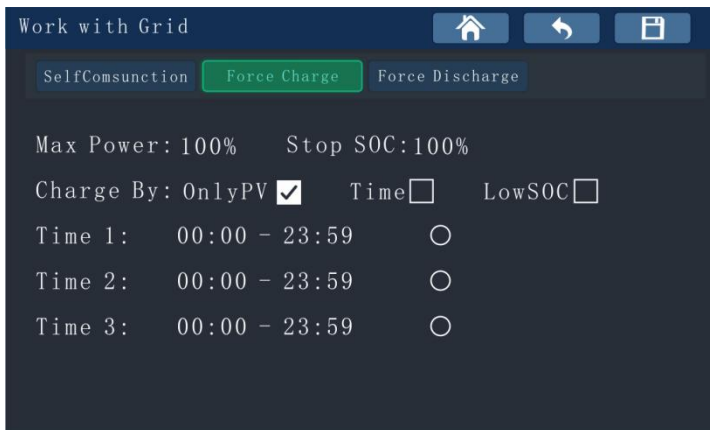 Work with Grid
SelfComsunction Force Charge Force Discharge
Max Power: 100% Stop SOC:100%
Charge By: OnlyPV Time LowSOC
Time 1: 00:00 - 23:59
Time 2: 00:00 - 23:59
Time 3: 00:00 - 23:59